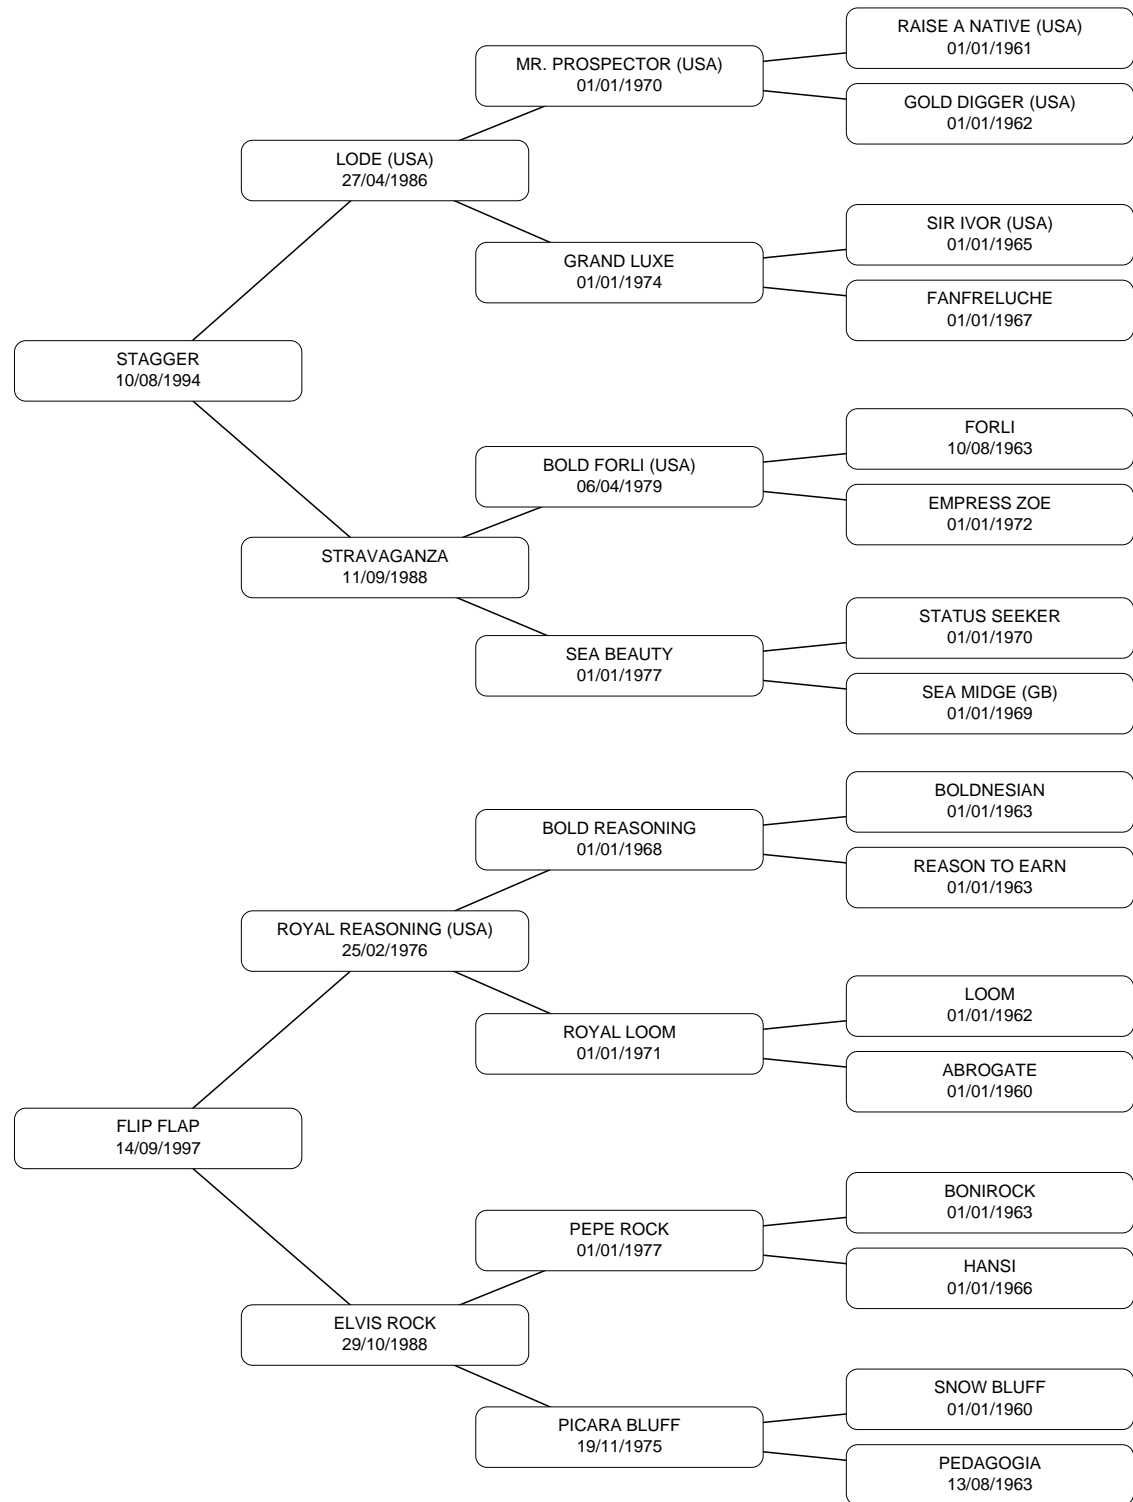 RAISE A NATIVE (USA)
01/01/1961
MR. PROSPECTOR (USA)
01/01/1970
GOLD DIGGER (USA)
01/01/1962
LODE (USA)
27/04/1986
SIR IVOR (USA)
01/01/1965
GRAND LUXE
01/01/1974
FANFRELUCHE
01/01/1967
STAGGER
10/08/1994
FORLI
10/08/1963
BOLD FORLI (USA)
06/04/1979
EMPRESS ZOE
01/01/1972
STRAVAGANZA
11/09/1988
STATUS SEEKER
01/01/1970
SEA BEAUTY
01/01/1977
SEA MIDGE (GB)
01/01/1969
BOLDNESIAN
01/01/1963
BOLD REASONING
01/01/1968
REASON TO EARN
01/01/1963
ROYAL REASONING (USA)
25/02/1976
LOOM
01/01/1962
ROYAL LOOM
01/01/1971
ABROGATE
01/01/1960
FLIP FLAP
14/09/1997
BONIROCK
01/01/1963
PEPE ROCK
01/01/1977
HANSI
01/01/1966
ELVIS ROCK
29/10/1988
SNOW BLUFF
01/01/1960
PICARA BLUFF
19/11/1975
PEDAGOGIA
13/08/1963